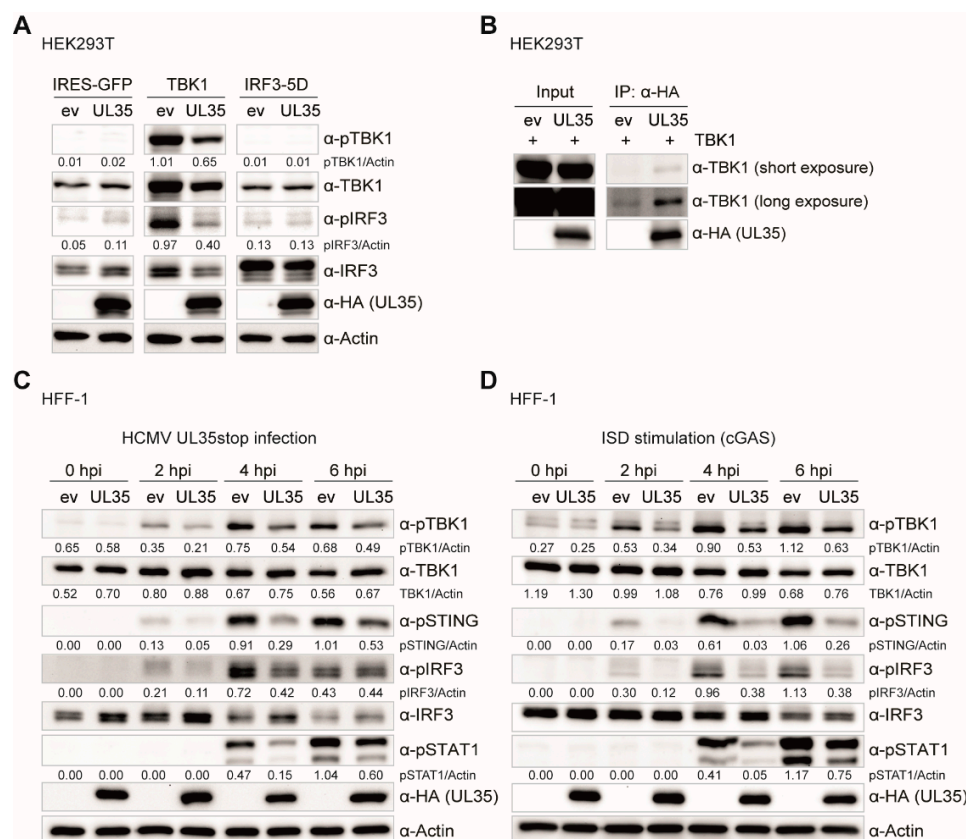 A
HEK293T
IRES-GFP TBK1 IRF3-5D
ev UL35 ev UL35 ev UL35
α-pTBK1
0.01 0.02 1.01 0.65 0.01 0.01 pTBK1/Actin
α-TBK1
α-pIRF3
0.05 0.11 0.97 0.40 0.13 0.13 pIRF3/Actin
α-IRF3
α-HA (UL35)
α-Actin
B
HEK293T
Input IP: α-HA
ev UL35 ev UL35
+ + + + TBK1
α-TBK1 (short exposure)
α-TBK1 (long exposure)
α-HA (UL35)
C
HFF-1
HCMV UL35stop infection
0 hpi 2 hpi 4 hpi 6 hpi
ev UL35 ev UL35 ev UL35 ev UL35
α-pTBK1
0.65 0.58 0.35 0.21 0.75 0.54 0.68 0.49 pTBK1/Actin
α-TBK1
0.52 0.70 0.80 0.88 0.67 0.75 0.56 0.67 TBK1/Actin
α-pSTING
0.00 0.00 0.13 0.05 0.91 0.29 1.01 0.53 pSTING/Actin
α-pIRF3
0.00 0.00 0.21 0.11 0.72 0.42 0.43 0.44 pIRF3/Actin
α-IRF3
α-pSTAT1
0.00 0.00 0.00 0.00 0.47 0.15 1.04 0.60 pSTAT1/Actin
α-HA (UL35)
α-Actin
D
HFF-1
ISD stimulation (cGAS)
0 hpi 2 hpi 4 hpi 6 hpi
ev UL35 ev UL35 ev UL35 ev UL35
α-pTBK1
0.27 0.25 0.53 0.34 0.90 0.53 1.12 0.63 pTBK1/Actin
α-TBK1
1.19 1.30 0.99 1.08 0.76 0.99 0.68 0.76 TBK1/Actin
α-pSTING
0.00 0.00 0.17 0.03 0.61 0.03 1.06 0.26 pSTING/Actin
α-pIRF3
0.00 0.00 0.30 0.12 0.96 0.38 1.13 0.38 pIRF3/Actin
α-IRF3
α-pSTAT1
0.00 0.00 0.00 0.00 0.41 0.05 1.17 0.75 pSTAT1/Actin
α-HA (UL35)
α-Actin